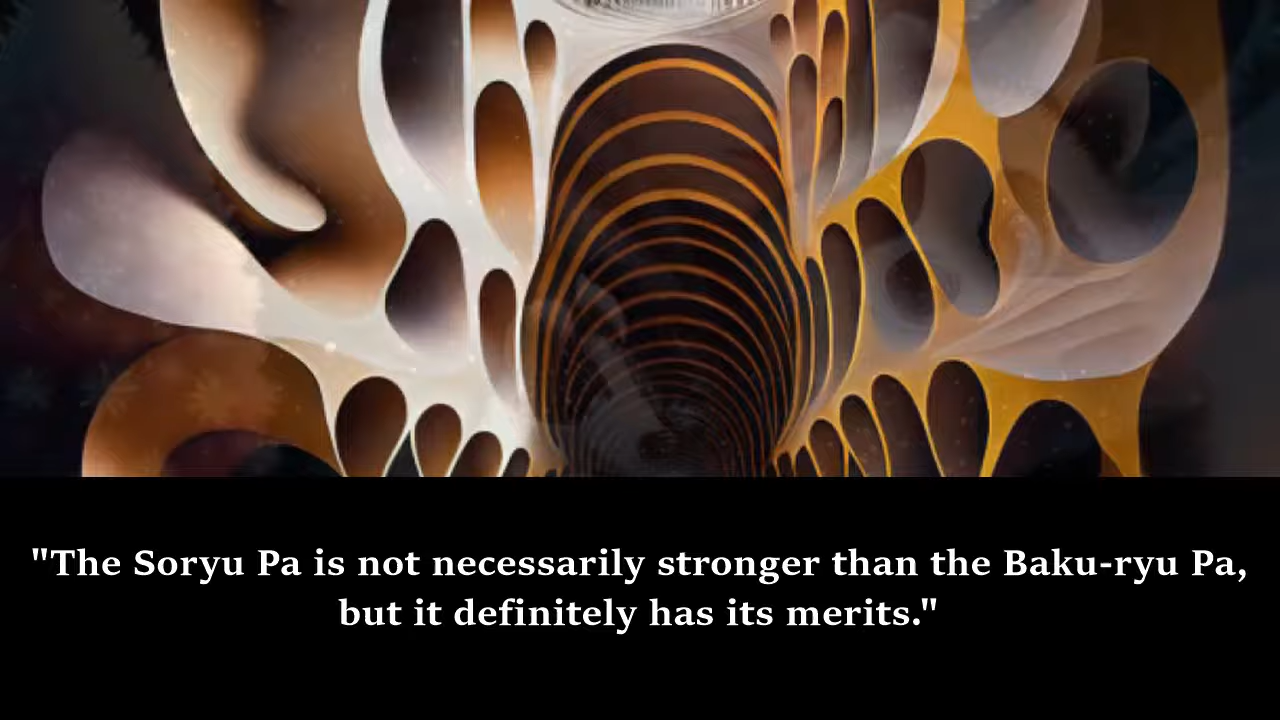 "The Soryu Pa is not necessarily stronger than the Baku-ryu Pa,
but it definitely has its merits."